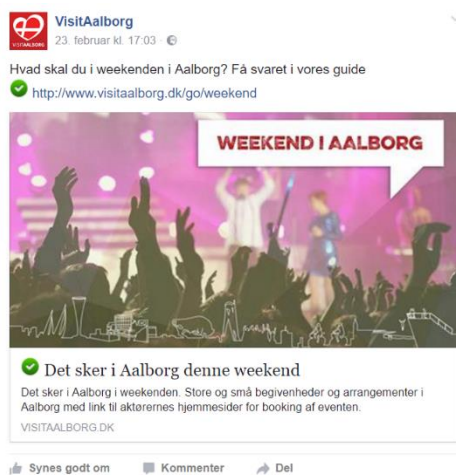 VisitAalborg
23. februar kl. 17:03
Hvad skal du i weekenden i Aalborg? Få svaret i vores guide
http://www.visitaalborg.dk/go/weekend
WEEKEND I AALBORG
Det sker i Aalborg denne weekend
Det sker i Aalborg i weekenden. Store og små begivenheder og arrangementer i
Aalborg med link til aktørernes hjemmesider for booking af eventen.
VISITAALBORG.DK
Synes godt om Kommenter Del